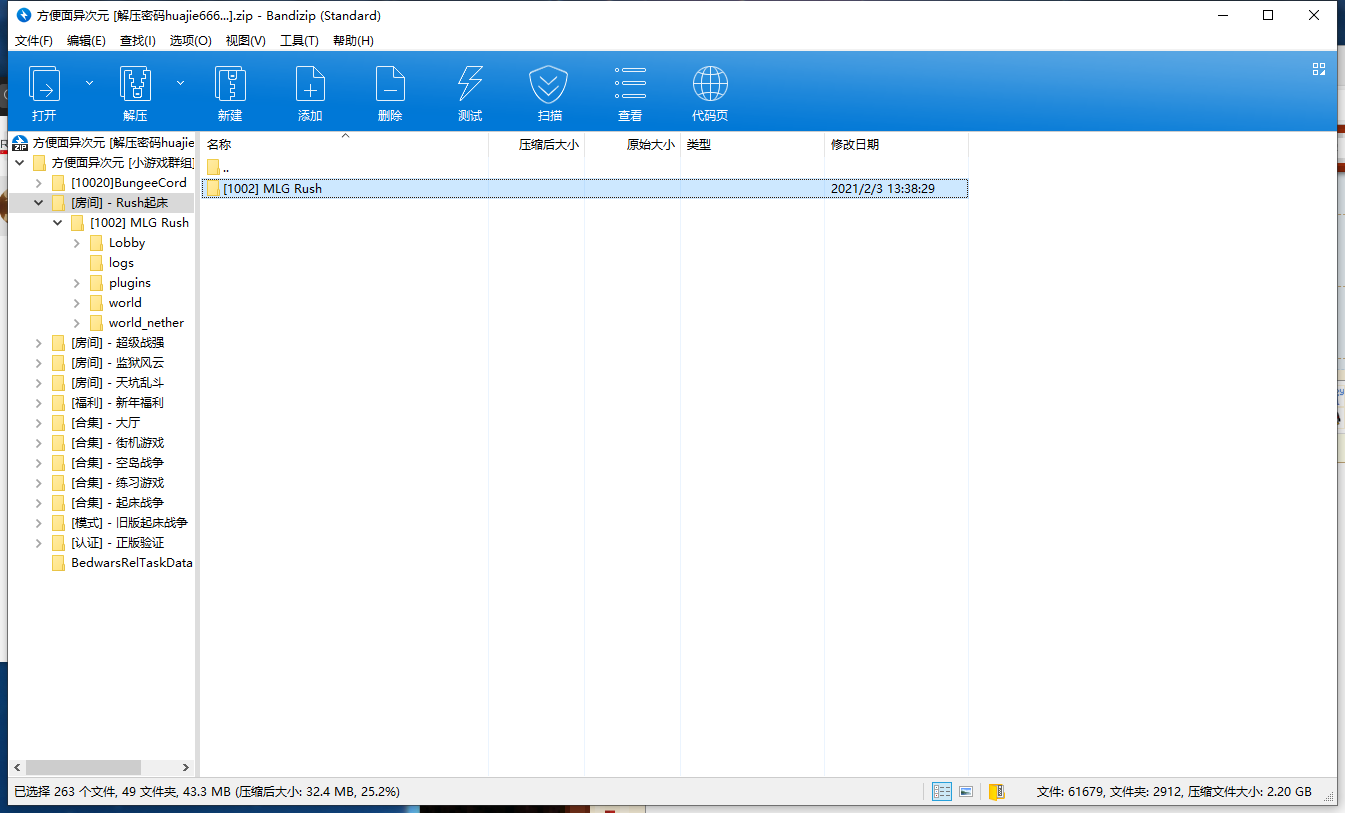 方便面异次元 [解压密码huajie666...].zip - Bandizip (Standard)
文件(F) 编辑(E) 查找(I) 选项(O) 视图(V) 工具(T) 帮助(H)
打开 解压 新建 添加 删除 测试 扫描 查看 代码页
方便面异次元 [解压密码huajie
名称 压缩后大小 原始大小 类型 修改日期
方便面异次元 [小游戏群组]
..
[10020]BungeeCord
[1002] MLG Rush 2021/2/3 13:38:29
[房间] - Rush起床
[1002] MLG Rush
Lobby
logs
plugins
world
world_nether
[房间] - 超级战强
[房间] - 监狱风云
[房间] - 天坑乱斗
[福利] - 新年福利
[合集] - 大厅
[合集] - 街机游戏
[合集] - 空岛战争
[合集] - 练习游戏
[合集] - 起床战争
[模式] - 旧版起床战争
[认证] - 正版验证
BedwarsRelTaskData
已选择 263 个文件, 49 文件夹, 43.3 MB (压缩后大小: 32.4 MB, 25.2%) 文件: 61679, 文件夹: 2912, 压缩文件大小: 2.20 GB